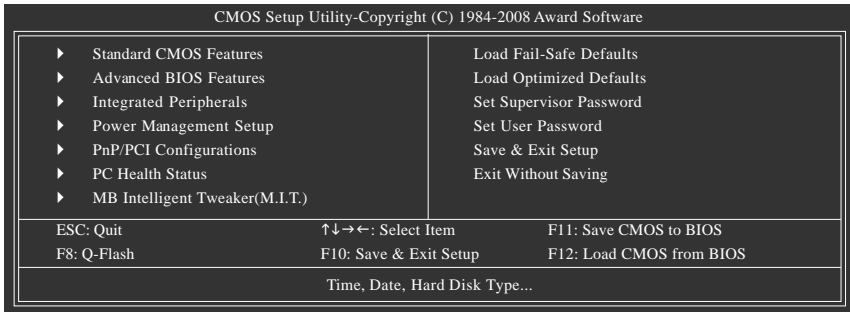 CMOS Setup Utility-Copyright (C) 1984-2008 Award Software
Standard CMOS Features
Advanced BIOS Features
Integrated Peripherals
Power Management Setup
PnP/PCI Configurations
PC Health Status
MB Intelligent Tweaker(M.I.T.)
Load Fail-Safe Defaults
Load Optimized Defaults
Set Supervisor Password
Set User Password
Save & Exit Setup
Exit Without Saving
ESC: Quit ↑↓→←: Select Item F11: Save CMOS to BIOS
F8: Q-Flash F10: Save & Exit Setup F12: Load CMOS from BIOS
Time, Date, Hard Disk Type...